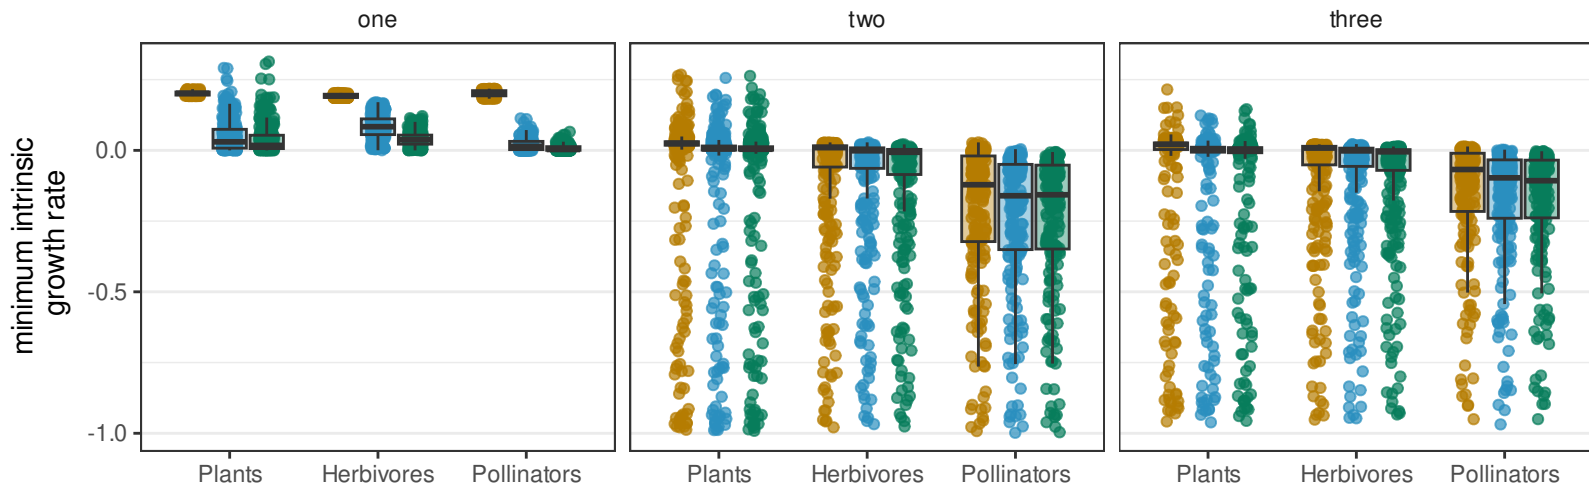 one two three
minimum intrinsic
growth rate
0.0
-0.5
-1.0
Plants Herbivores Pollinators Plants Herbivores Pollinators Plants Herbivores Pollinators